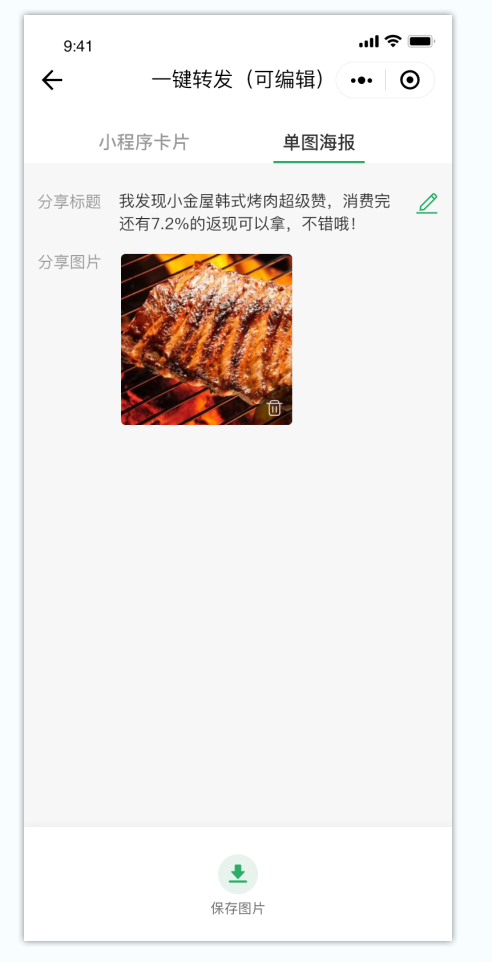 9:41
一键转发（可编辑）
小程序卡片 单图海报
分享标题 我发现小金屋韩式烤肉超级赞，消费完
还有7.2%的返现可以拿，不错哦！
分享图片
保存图片